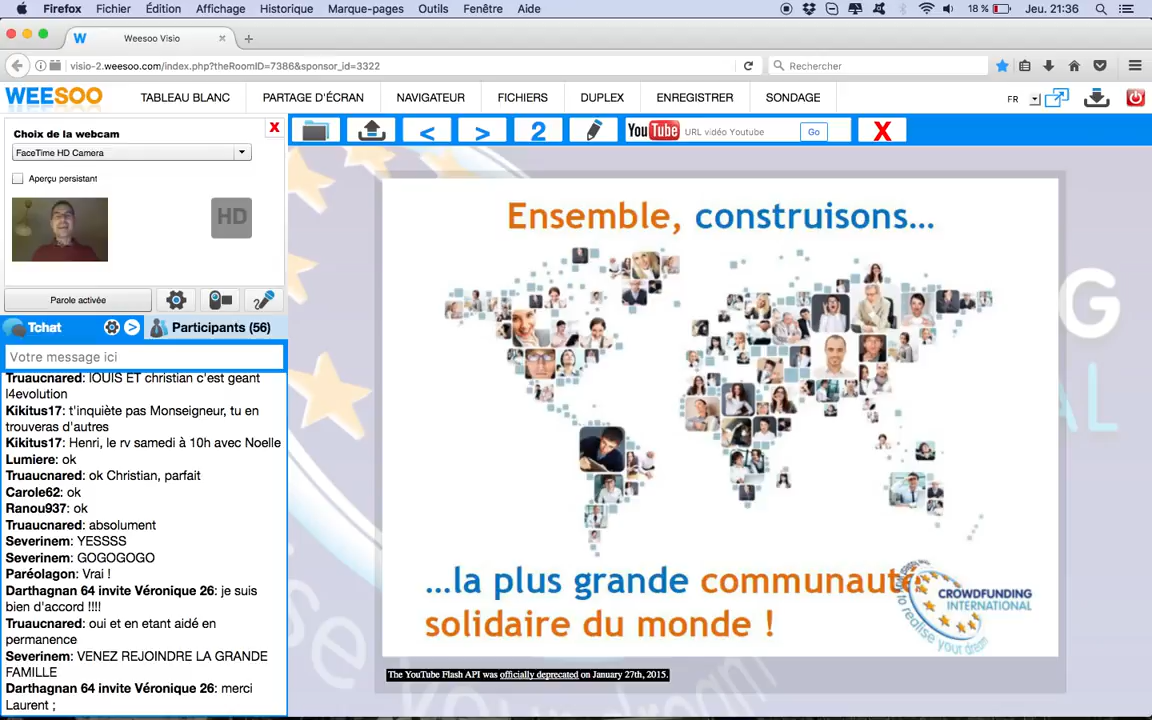 Firefox Fichier Édition Affichage Historique Marque-pages Outils Fenêtre Aide 18 % Jeu. 21:36
W Weesoo Visio
visio-2.weesoo.com/index.php?theRoomID=7386&sponsor_id=3322 Rechercher
WEESOO TABLEAU BLANC PARTAGE D'ÉCRAN NAVIGATEUR FICHIERS DUPLEX ENREGISTRER SONDAGE FR
Choix de la webcam X
FaceTime HD Camera
Aperçu persistant
HD
Parole activée
Tchat > Participants (56)
Votre message ici
Truaucnared: lOUIS ET christian c'est geant
l4evolution
Kikitus17: t'inquiète pas Monseigneur, tu en
trouveras d'autres
Kikitus17: Henri, le rv samedi à 10h avec Noelle
Lumiere: ok
Truaucnared: ok Christian, parfait
Carole62: ok
Ranou937: ok
Truaucnared: absolument
Severinem: YESSSS
Severinem: GOGOGOGO
Paréolagon: Vrai !
Darthagnan 64 invite Véronique 26: je suis
bien d'accord !!!!
Truaucnared: oui et en etant aidé en
permanence
Severinem: VENEZ REJOINDRE LA GRANDE
FAMILLE
Darthagnan 64 invite Véronique 26: merci
Laurent ;
< > 2 YouTube URL vidéo Youtube Go X
Ensemble, construisons...
...la plus grande communauté
solidaire du monde !
CROWDFUNDING
INTERNATIONAL
to realise your dream
The YouTube Flash API was officially deprecated on January 27th, 2015.